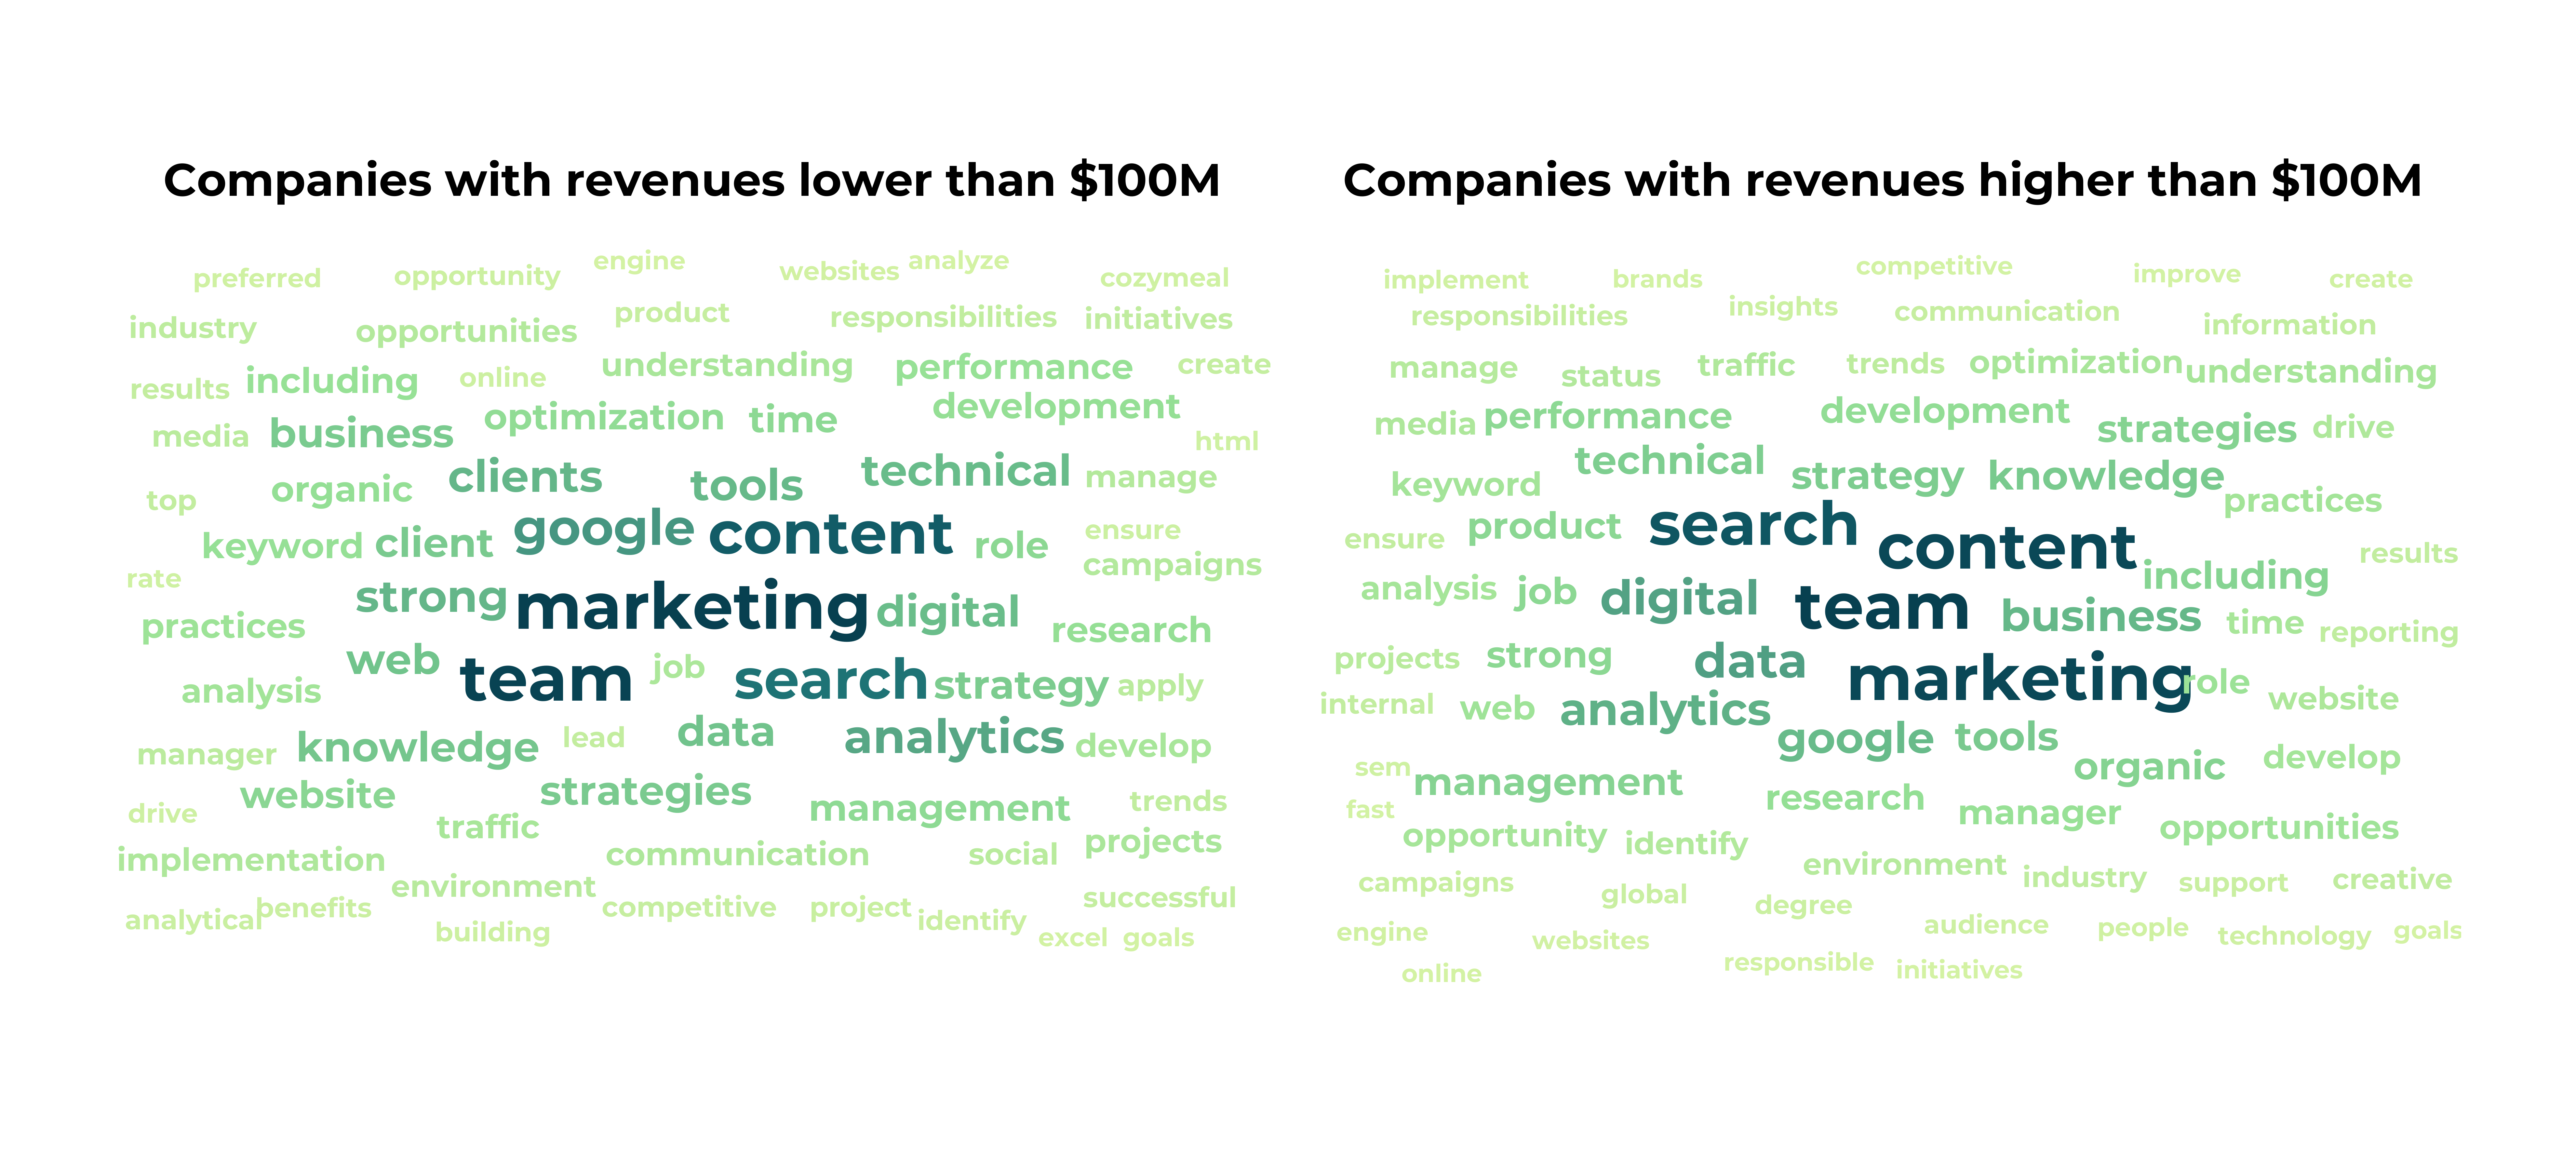 Companies with revenues lower than $100M
engine
analyze
websites
preferred
opportunity
cozymeal
product
industry
opportunities
responsibilities
initiatives
understanding
performance
create
results
including
online
development
optimization
time
media
business
html
clients
tools
technical
manage
top
organic
google
content
ensure
keyword
client
role
campaigns
rate
strong
marketing
digital
practices
research
web
team
job
search
strategy
apply
analysis
knowledge
lead
data
analytics
develop
manager
website
strategies
management
trends
drive
traffic
projects
implementation
communication
social
environment
successful
analytical
benefits
competitive
project
identify
building
excel
goals
Companies with revenues higher than $100M
competitive
implement
brands
improve
create
responsibilities
insights
communication
information
manage
status
traffic
trends
optimization
understanding
media
performance
development
strategies
drive
technical
strategy
knowledge
keyword
practices
search
product
content
ensure
results
including
analysis
job
digital
team
business
time
reporting
projects
strong
data
marketing
role
internal
web
analytics
website
google
tools
organic
develop
sem
management
research
fast
manager
opportunity
identify
opportunities
environment
campaigns
industry
support
creative
global
degree
engine
websites
audience
people
technology
goals
online
responsible
initiatives